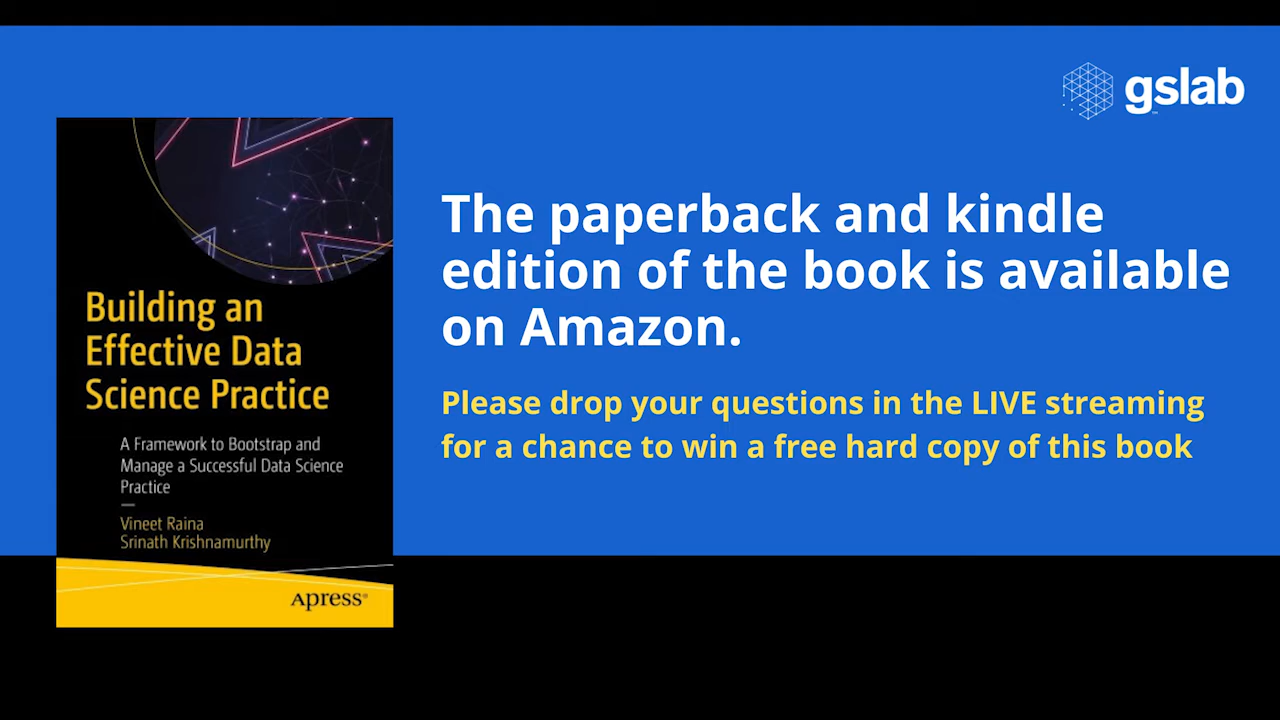 gslab
Building an
Effective Data
Science Practice
A Framework to Bootstrap and
Manage a Successful Data Science
Practice
—
Vineet Raina
Srinath Krishnamurthy
Apress®
The paperback and kindle
edition of the book is available
on Amazon.
Please drop your questions in the LIVE streaming
for a chance to win a free hard copy of this book